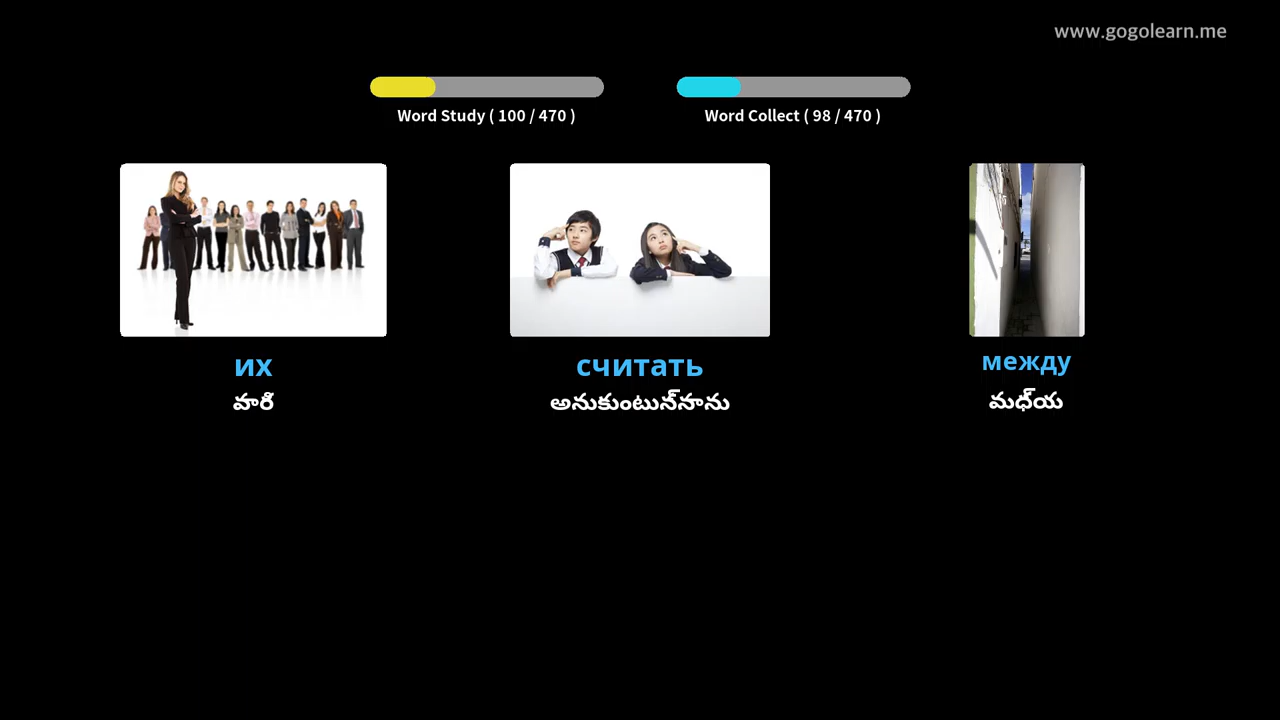 www.gogolearn.me
Word Study ( 100 / 470 )
Word Collect ( 98 / 470 )
их
వారి
считать
అనుకుంటున్నాను
между
మధ్య